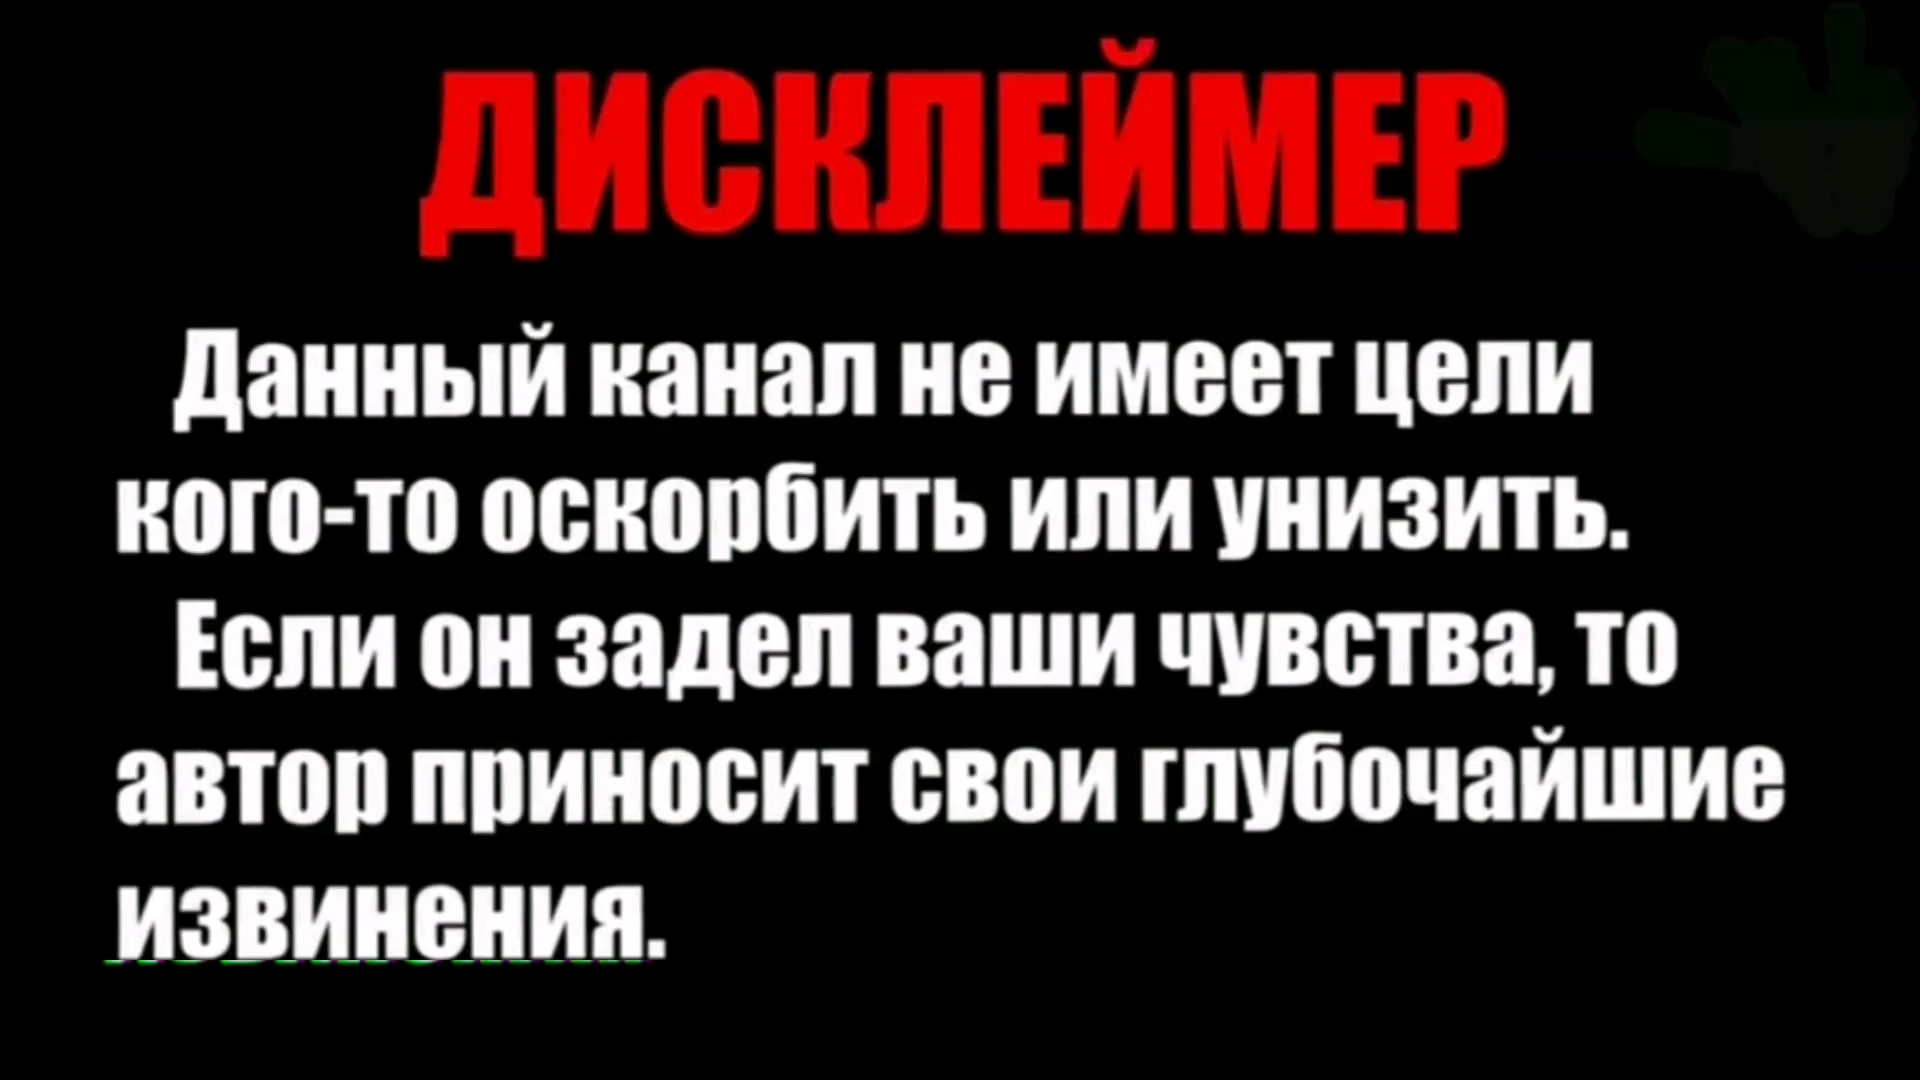 ДИСКЛЕЙМЕР
Данный канал не имеет цели
кого-то оскорбить или унизить.
Если он задел ваши чувства, то
автор приносит свои глубочайшие
извинения.